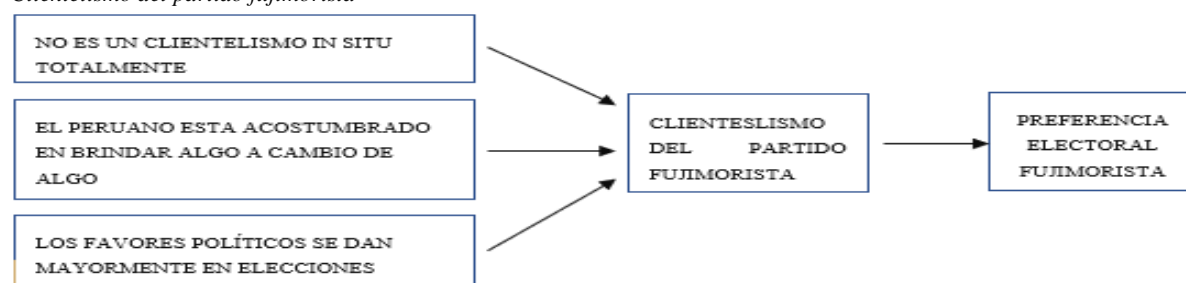 Clientelismo del partido fujimorista
NO ES UN CLIENTELISMO IN SITU
TOTALMENTE
EL PERUANO ESTA ACOSTUMBRADO
EN BRINDAR ALGO A CAMBIO DE
ALGO
LOS FAVORES POLÍTICOS SE DAN
MAYORMENTE EN ELECCIONES
CLIENTESLISMO
DEL PARTIDO
FUJIMORISTA
PREFERENCIA
ELECTORAL
FUJIMORISTA